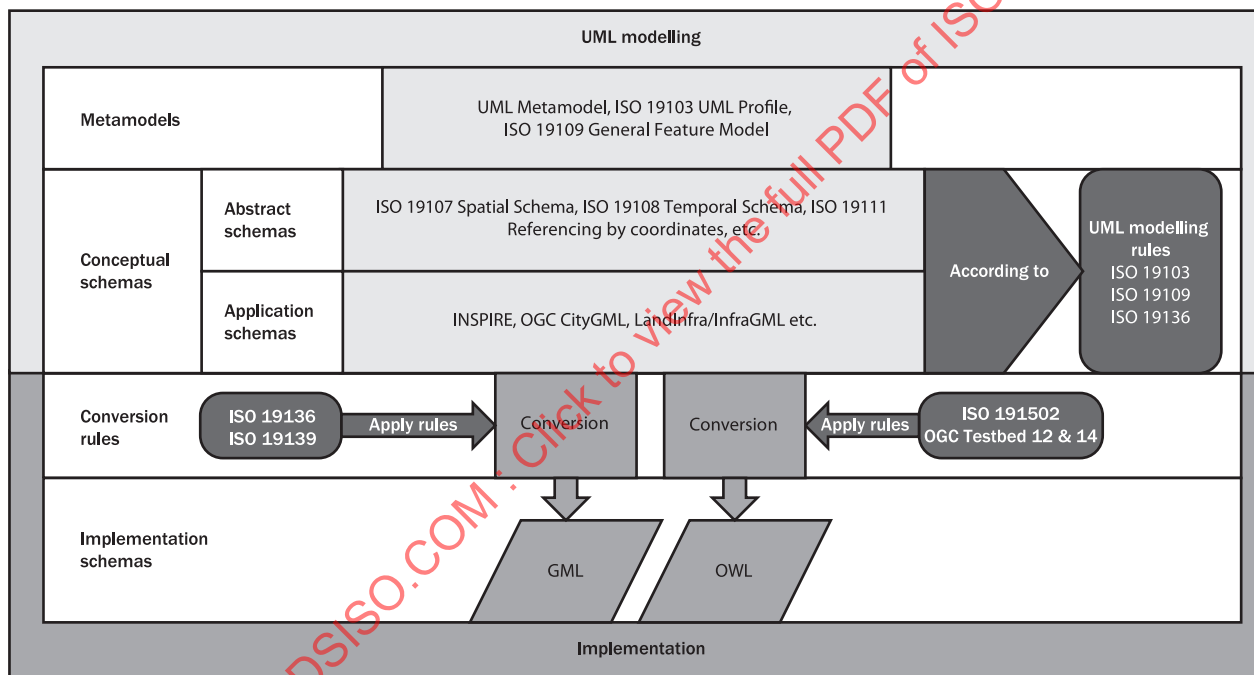 UML modelling
Metamodels
UML Metamodel, ISO 19103 UML Profile,
ISO 19109 General Feature Model
Conceptual
schemas
Abstract
schemas
ISO 19107 Spatial Schema, ISO 19108 Temporal Schema, ISO 19111
Referencing by coordinates, etc.
Application
schemas
INSPIRE, OGC CityGML, LandInfra/InfraGML etc.
According to
UML modelling
rules
ISO 19103
ISO 19109
ISO 19136
Conversion
rules
ISO 19136
ISO 19139
Apply rules
Conversion
Conversion
Apply rules
ISO 191502
OGC Testbed 12 & 14
Implementation
schemas
GML
OWL
Implementation
DSISO.COM : Click to view the full PDF of ISO